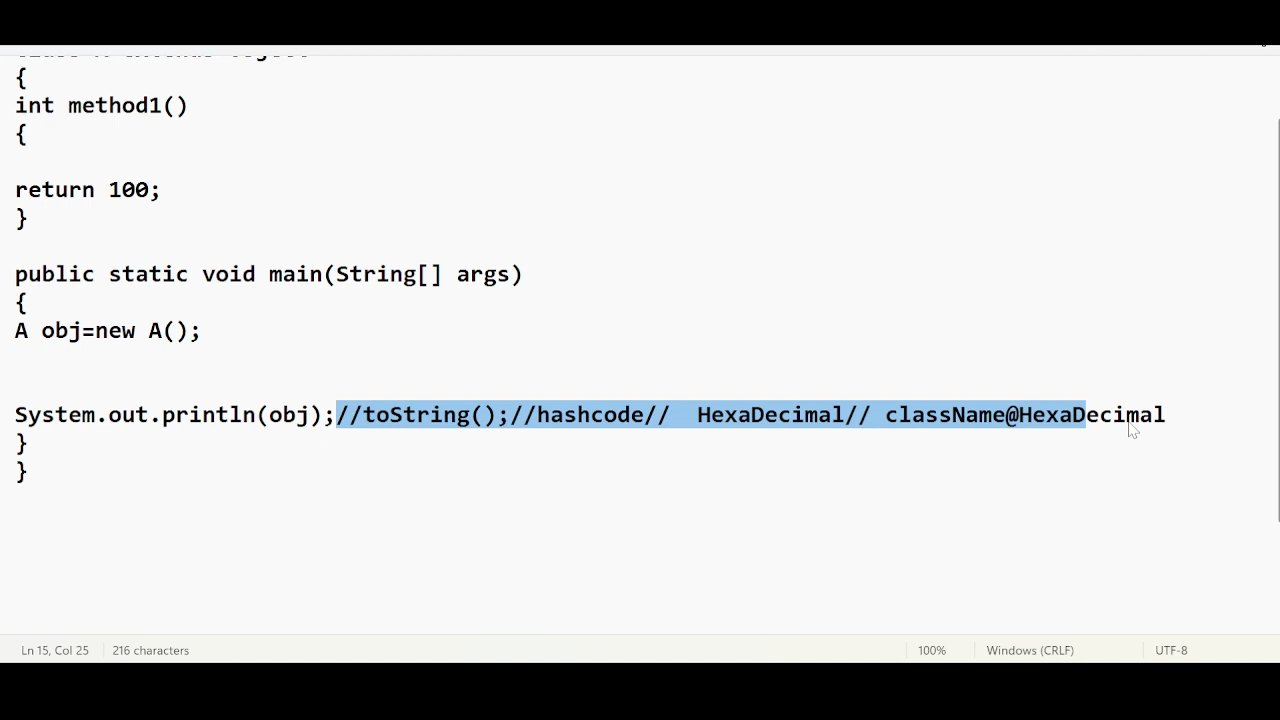 {
int method1()
{
return 100;
}
public static void main(String[] args)
{
A obj=new A();
System.out.println(obj);//toString();//hashcode//  HexaDecimal// className@HexaDecimal
}
}
Ln 15, Col 25 216 characters 100% Windows (CRLF) UTF-8